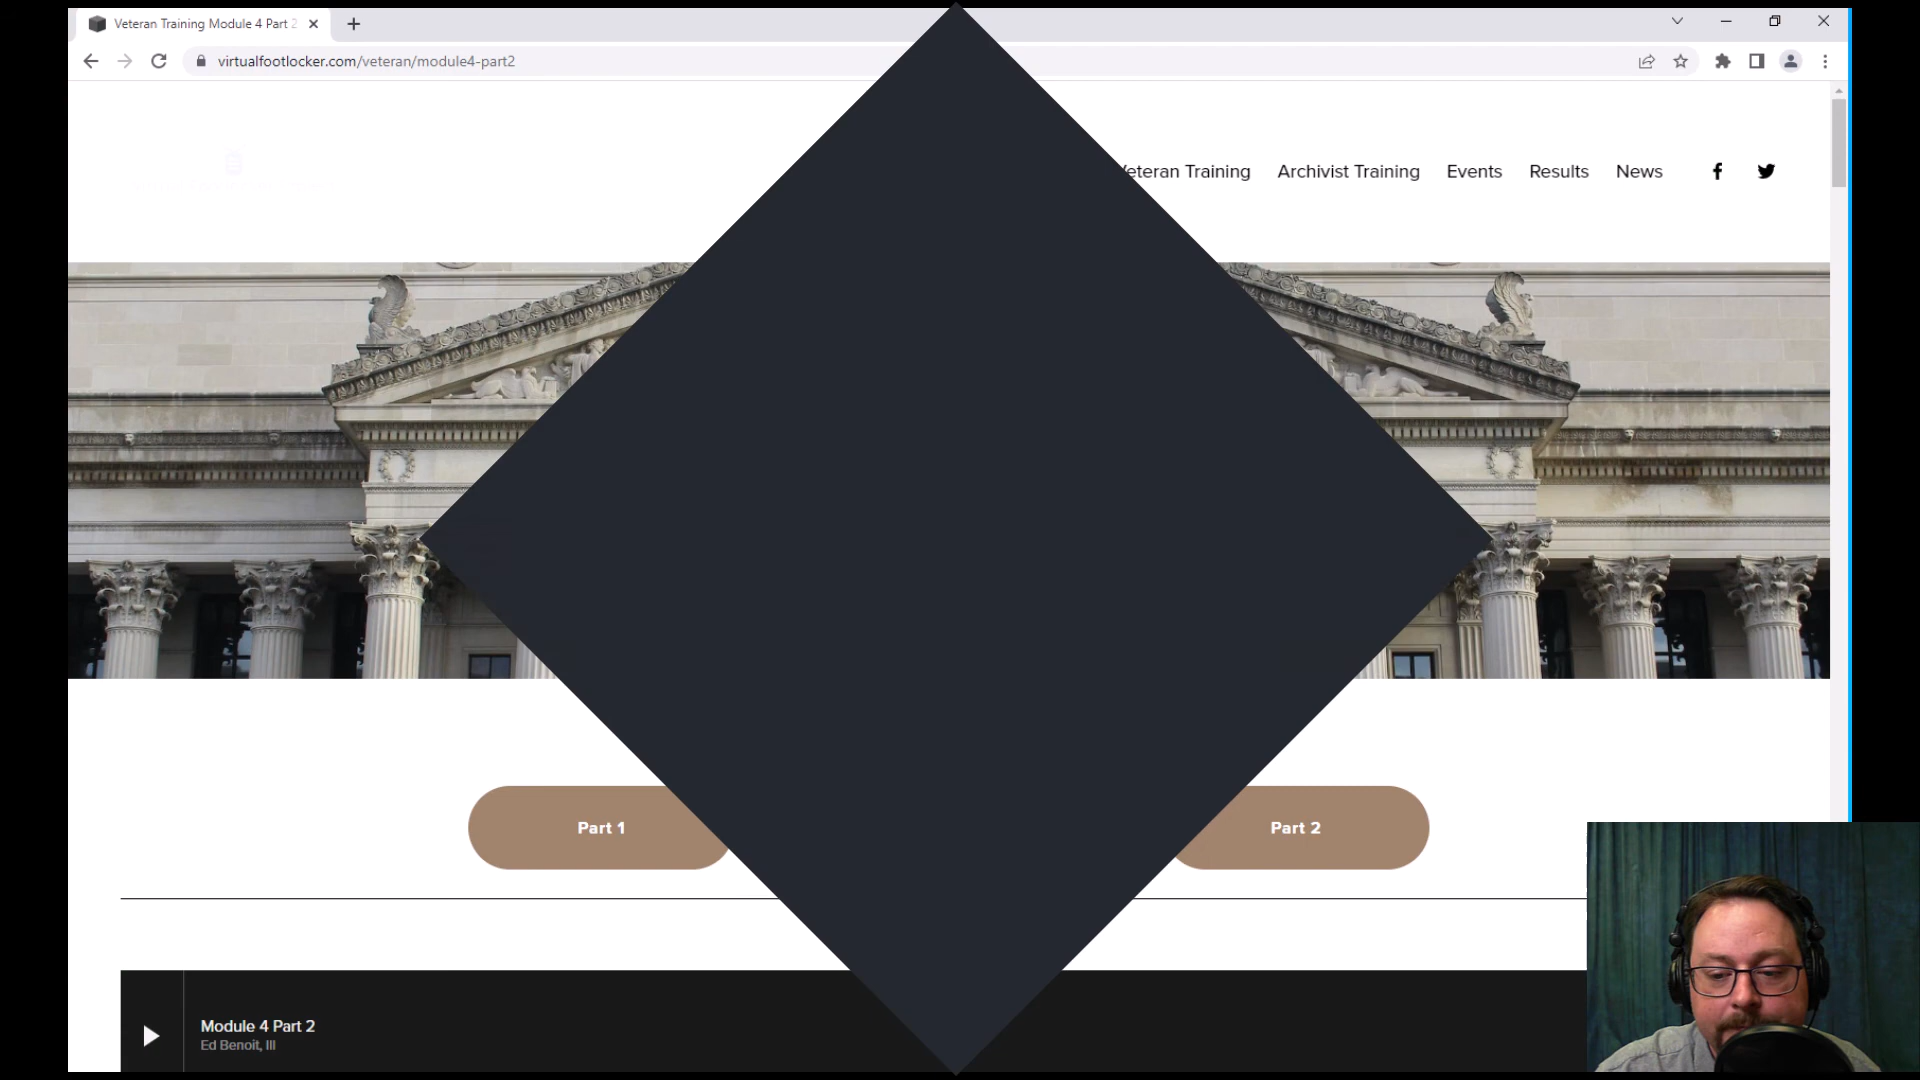 Veteran Training Module 4 Part 2
virtualfootlocker.com/veteran/module4-part2
Veteran Training Archivist Training Events Results News
Part 1
Part 2
Module 4 Part 2
Ed Benoit, III